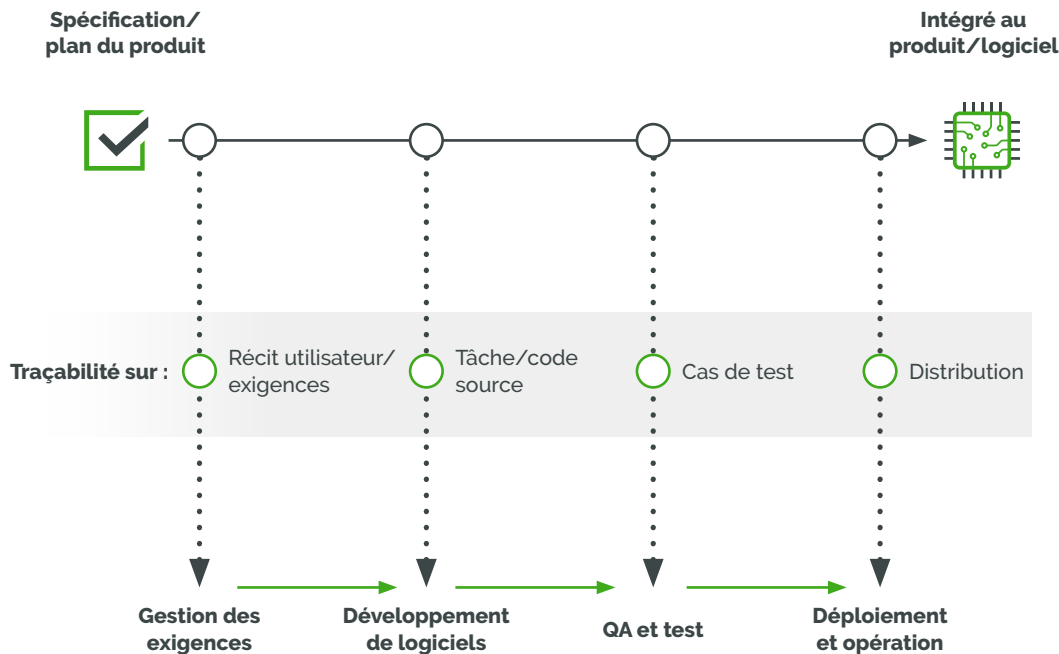 Spécification/
plan du produit
Intégré au
produit/logiciel
Traçabilité sur :
Récit utilisateur/
exigences
Tâche/code
source
Cas de test
Distribution
Gestion des
exigences
Développement
de logiciels
QA et test
Déploiement
et opération